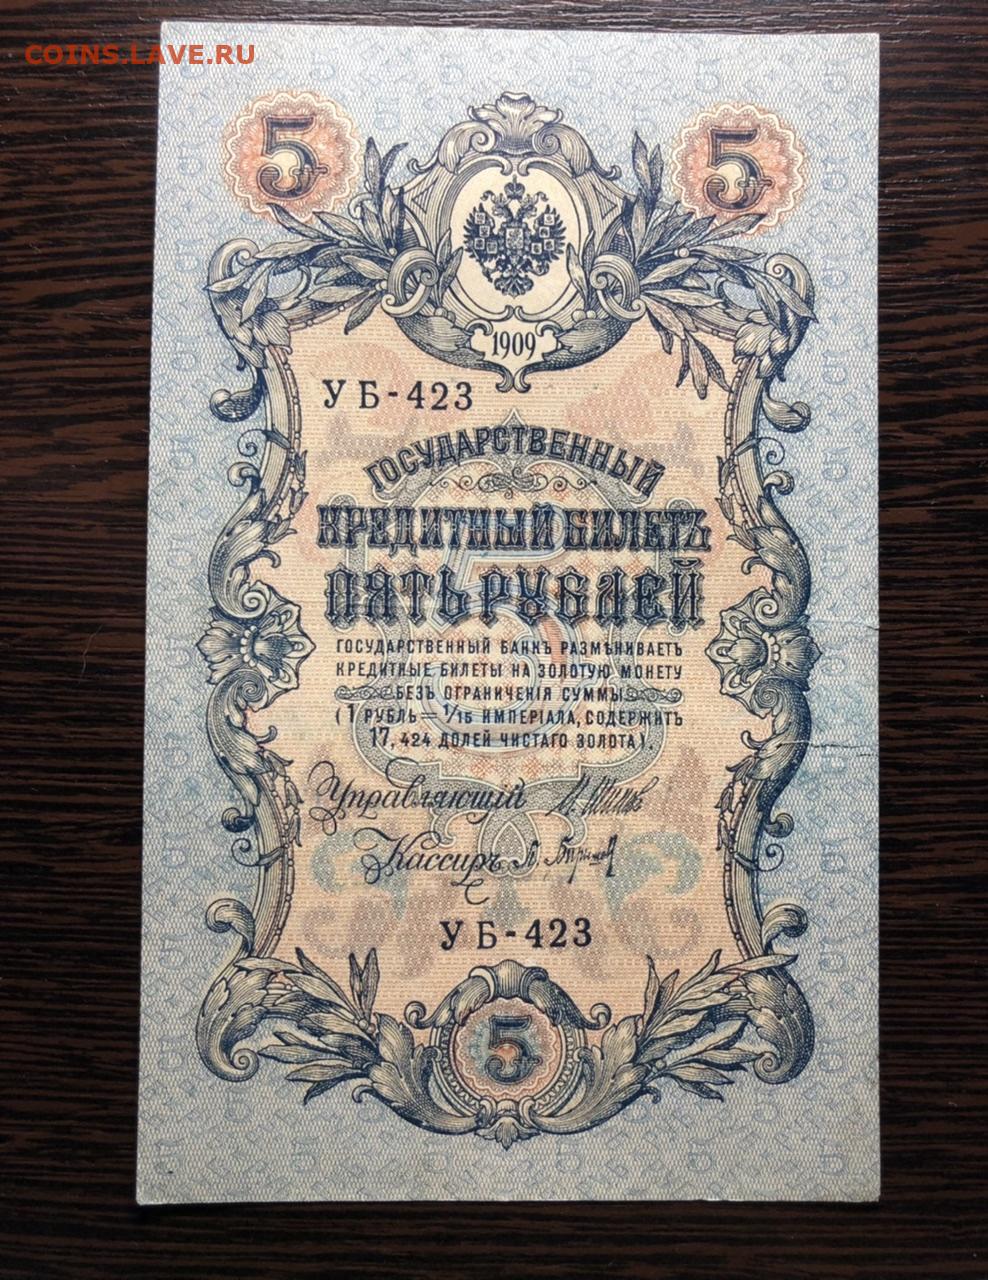 COINS.LAVE.RU
5 5
1909
УБ-423
ГОСУДАРСТВЕННЫЙ
КРЕДИТНЫЙ БИЛЕТЪ
5
ПЯТЬ РУБЛЕЙ
ГОСУДАРСТВЕННЫЙ БАНКЪ РАЗМѢНИВАЕТЪ
КРЕДИТНЫЕ БИЛЕТЫ НА ЗОЛОТУЮ МОНЕТУ
БЕЗЪ ОГРАНИЧЕНІЯ СУММЫ
(1 РУБЛЬ = 1/15 ИМПЕРІАЛА, СОДЕРЖИТЪ
17,424 ДОЛЕЙ ЧИСТАГО ЗОЛОТА).
Управляющій И. Шипов
Кассиръ
УБ-423
5